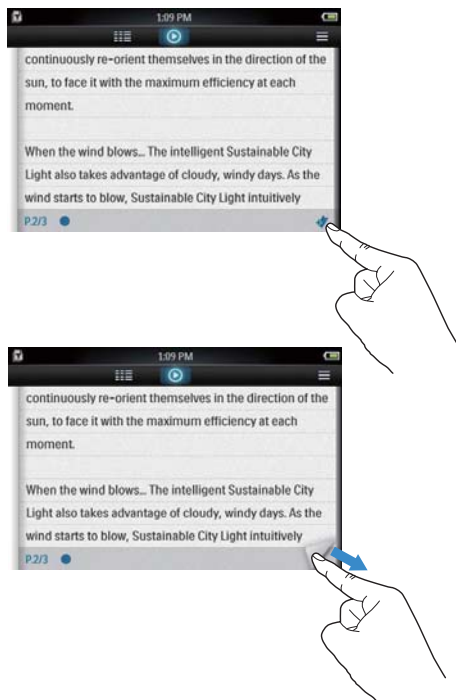 1:09 PM
continuously re-orient themselves in the direction of the
sun, to face it with the maximum efficiency at each
moment.
When the wind blows... The intelligent Sustainable City
Light also takes advantage of cloudy, windy days. As the
wind starts to blow, Sustainable City Light intuitively
P.2/3
1:09 PM
continuously re-orient themselves in the direction of the
sun, to face it with the maximum efficiency at each
moment.
When the wind blows... The intelligent Sustainable City
Light also takes advantage of cloudy, windy days. As the
wind starts to blow, Sustainable City Light intuitively
P.2/3